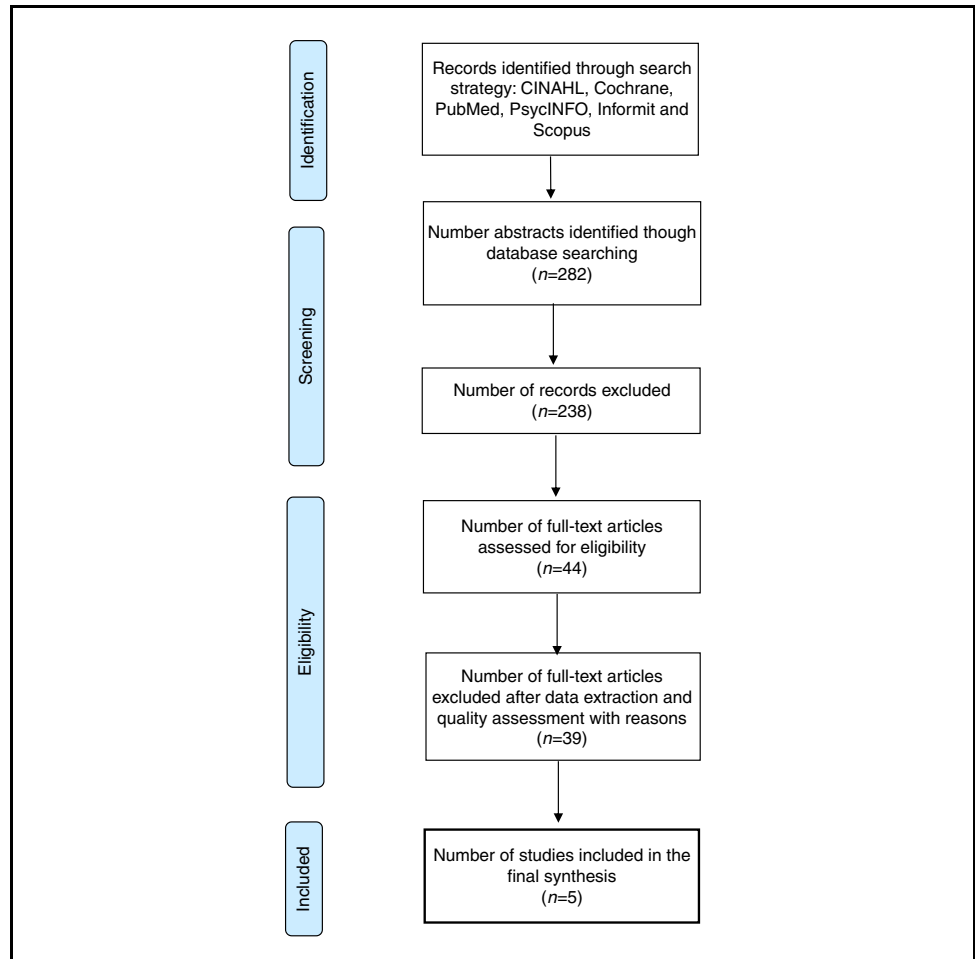 Identification
Records identified through search
strategy: CINAHL, Cochrane,
PubMed, PsycINFO, Informit and
Scopus
Screening
Number abstracts identified though
database searching
(n=282)
Number of records excluded
(n=238)
Eligibility
Number of full-text articles
assessed for eligibility
(n=44)
Number of full-text articles
excluded after data extraction and
quality assessment with reasons
(n=39)
Included
Number of studies included in the
final synthesis
(n=5)